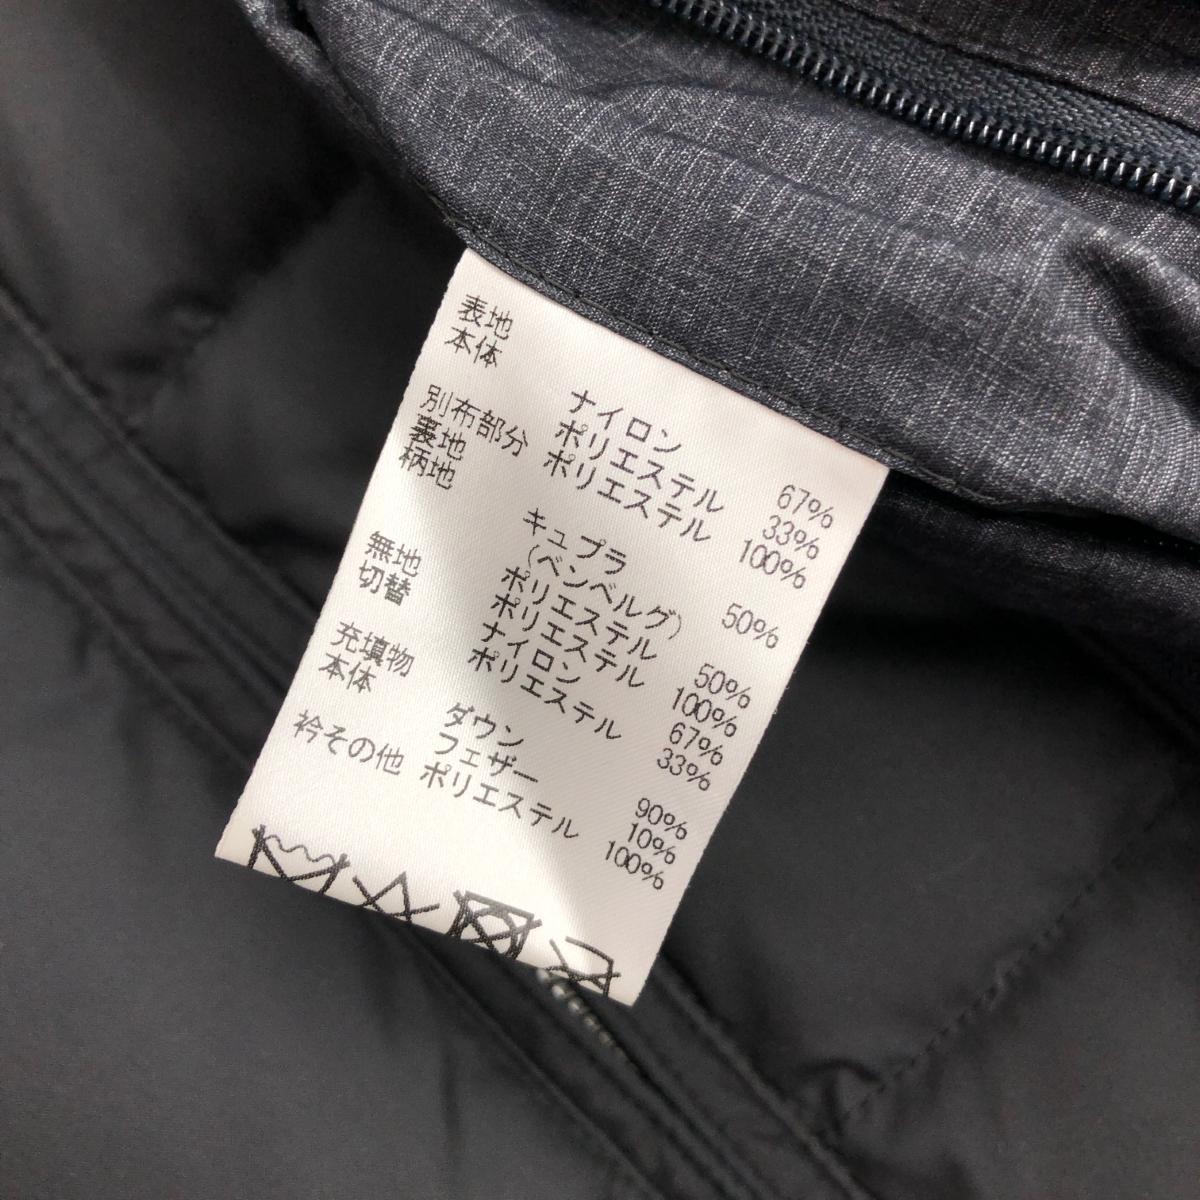 表地
本体 ナイロン 67%
ポリエステル 33%
別布部分 ポリエステル 100%
裏地
柄地 キュプラ
(ベンベルグ) 50%
ポリエステル 50%
無地 ポリエステル 100%
切替 ナイロン 67%
ポリエステル 33%
充填物
本体 ダウン 90%
フェザー 10%
衿その他 ポリエステル 100%